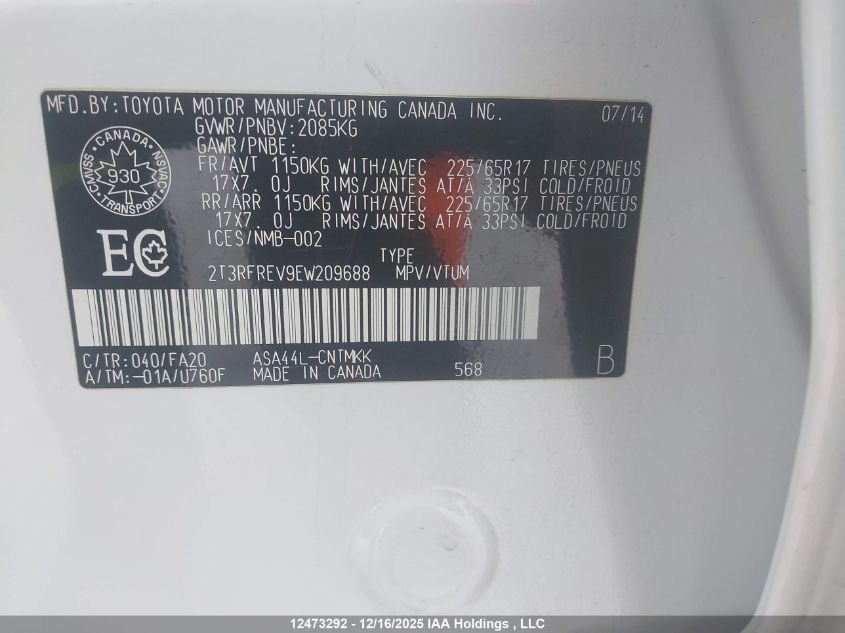 MFD.BY:TOYOTA MOTOR MANUFACTURING CANADA INC. 07/14
GVWR/PNBV:2085KG
GAWR/PNBE:
FR/AVT 1150KG WITH/AVEC 225/65R17 TIRES/PNEUS
17X7.0J RIMS/JANTES AT/À 33PSI COLD/FROID
RR/ARR 1150KG WITH/AVEC 225/65R17 TIRES/PNEUS
17X7.0J RIMS/JANTES AT/À 33PSI COLD/FROID
ICES/NMB-002
CANADA
CMVSS 930 NSVAC
TRANSPORT
EC
TYPE
2T3RFREV9EW209688 MPV/VTUM
C/TR:040/FA20 ASA44L-CNTMKK
A/TM:-01A/U760F MADE IN CANADA 568 B
12473292 - 12/16/2025 IAA Holdings , LLC